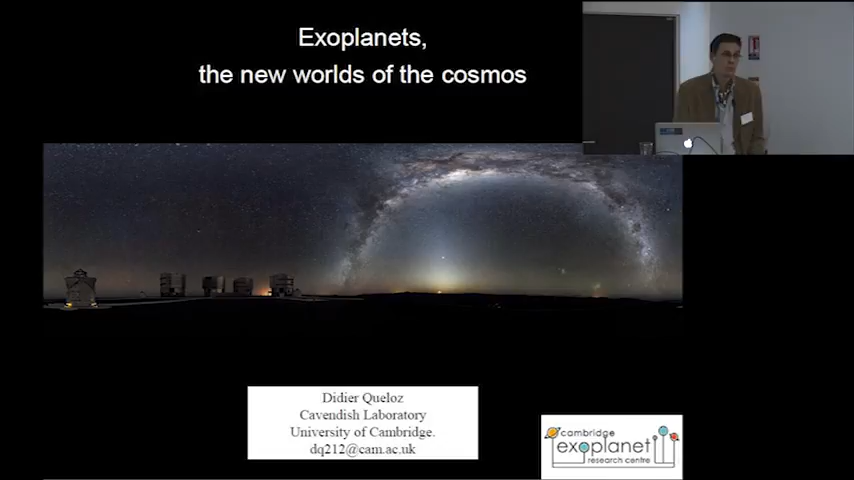 Exoplanets,
the new worlds of the cosmos
Didier Queloz
Cavendish Laboratory
University of Cambridge.
dq212@cam.ac.uk
cambridge
exoplanet
research centre